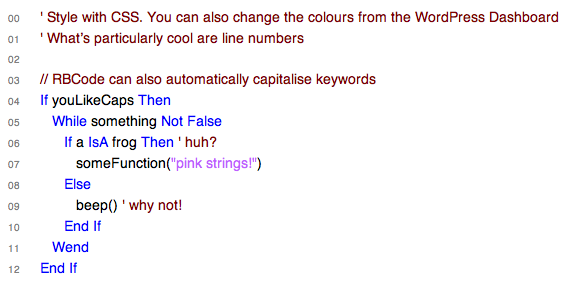 00 ' Style with CSS. You can also change the colours from the WordPress Dashboard
01 ' What's particularly cool are line numbers
02
03 // RBCode can also automatically capitalise keywords
04 If youLikeCaps Then
05 While something Not False
06 If a IsA frog Then ' huh?
07 someFunction("pink strings!")
08 Else
09 beep() ' why not!
10 End If
11 Wend
12 End If